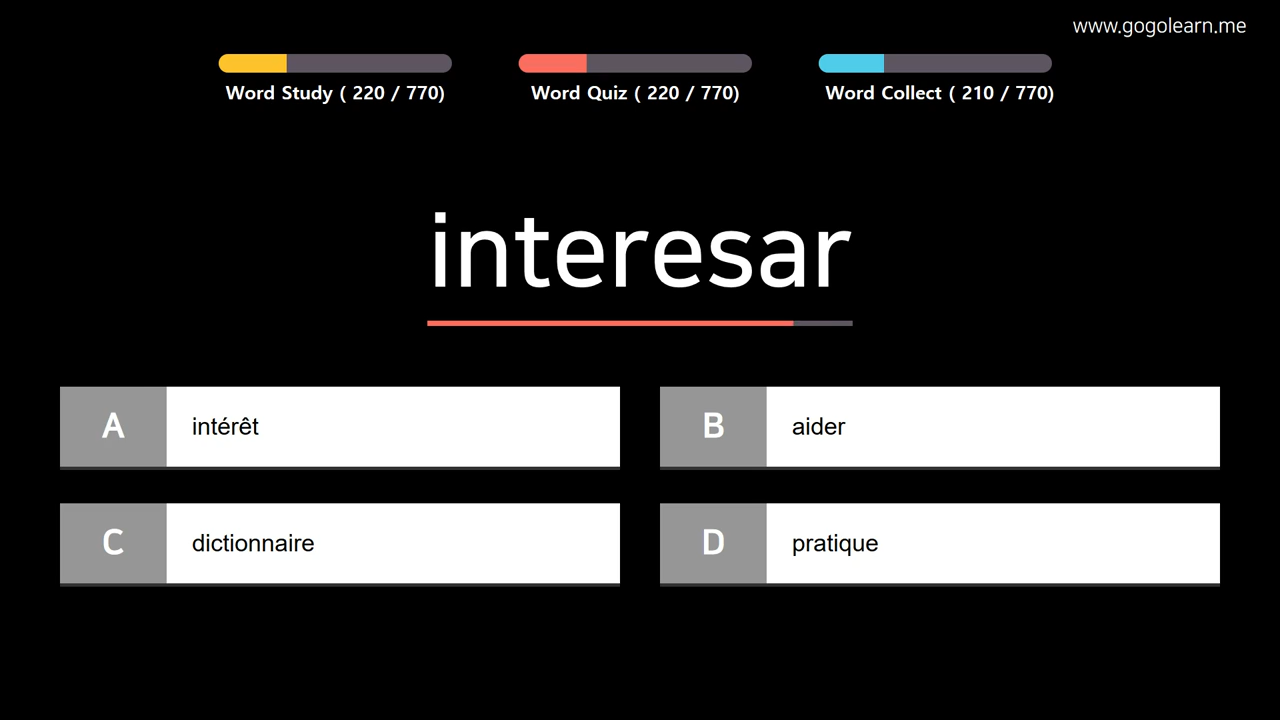 www.gogolearn.me
Word Study ( 220 / 770)
Word Quiz ( 220 / 770)
Word Collect ( 210 / 770)
interesar
A intérêt
B aider
C dictionnaire
D pratique